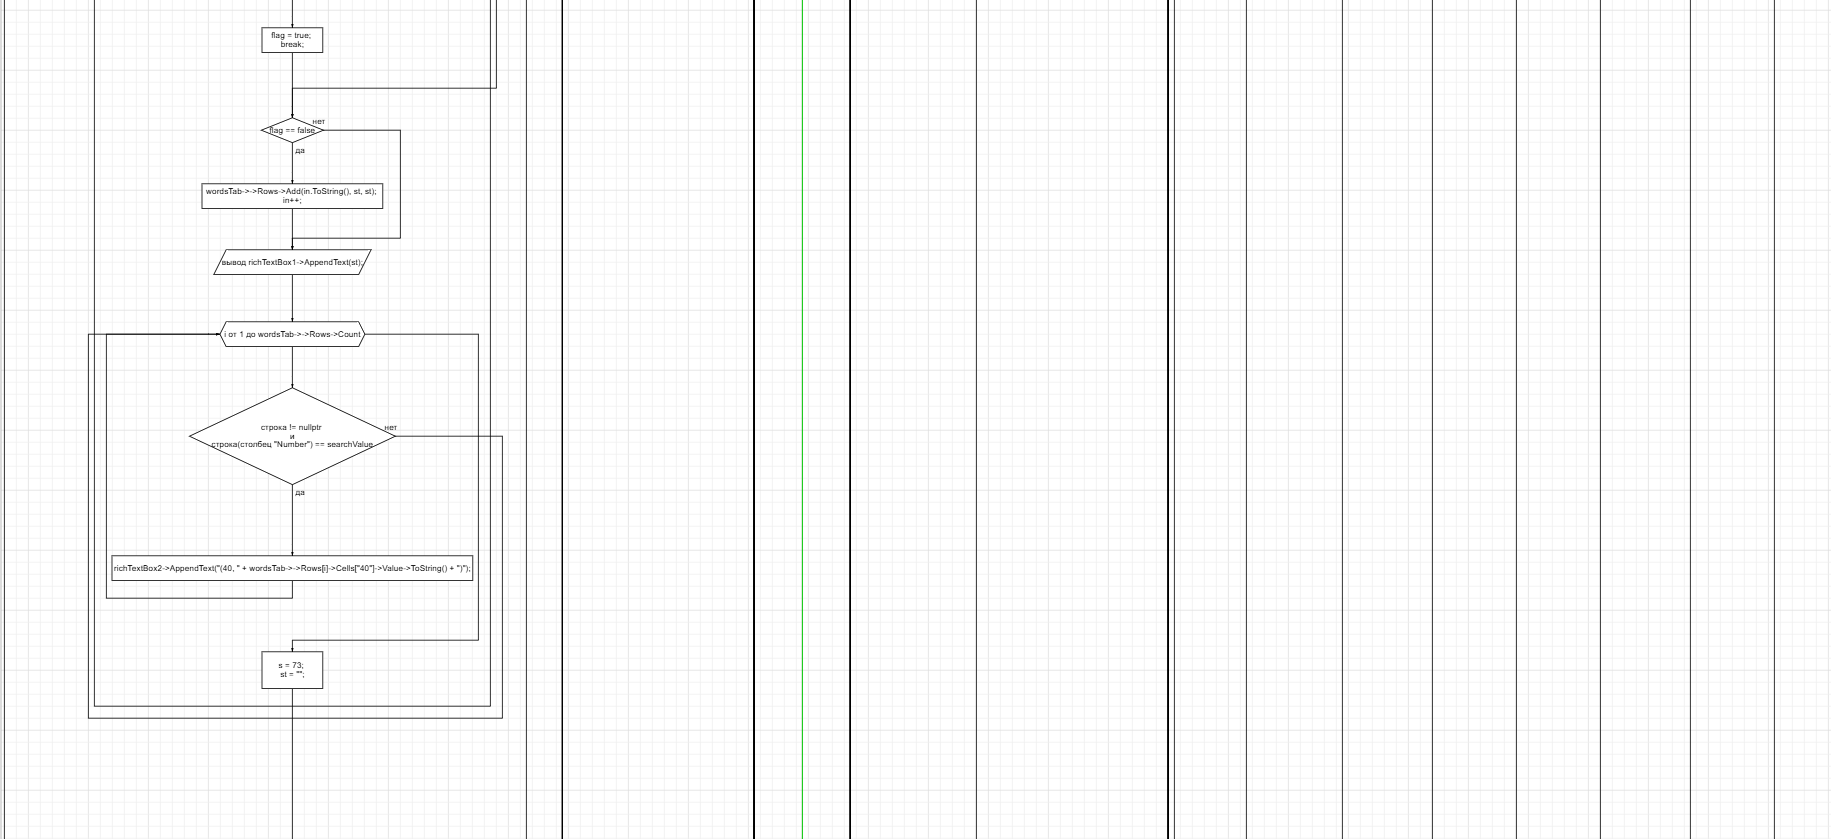 flag = true;
break;
нет
flag == false
да
wordsTab->->Rows->Add(in.ToString(), st, st);
in++;
вывод richTextBox1->AppendText(st);
i от 1 до wordsTab->->Rows->Count
строка != nullptr
и
нет
строка(столбец "Number") == searchValue
да
richTextBox2->AppendText("(40, " + wordsTab->->Rows[i]->Cells["40"]->Value->ToString() + ")");
s = 73;
st = "";